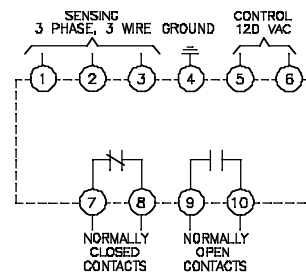 SENSING
3 PHASE, 3 WIRE GROUND
CONTROL
120 VAC
1 2 3 4 5 6
7 8 9 10
NORMALLY
CLOSED
CONTACTS
NORMALLY
OPEN
CONTACTS